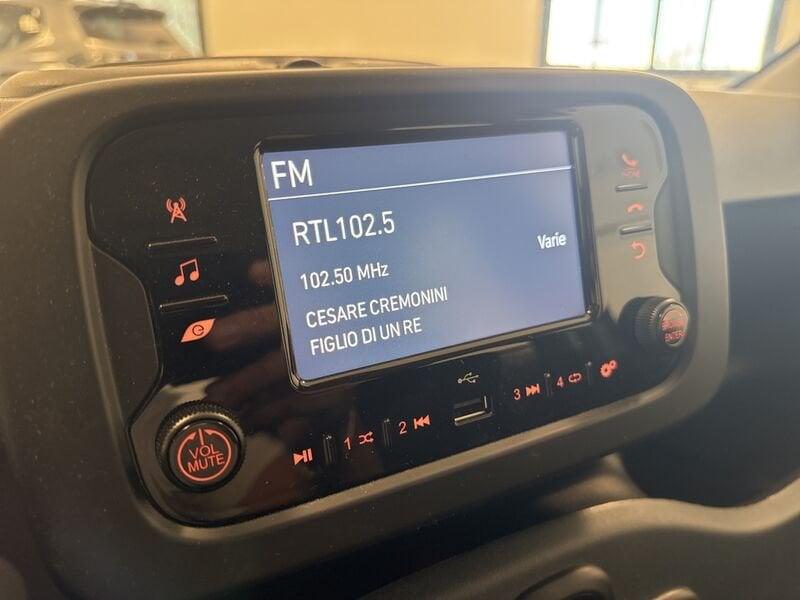 FM
RTL102.5
Varie
102.50 MHz
CESARE CREMONINI
FIGLIO DI UN RE
VOL
MUTE
1
2
3
4
ENTER